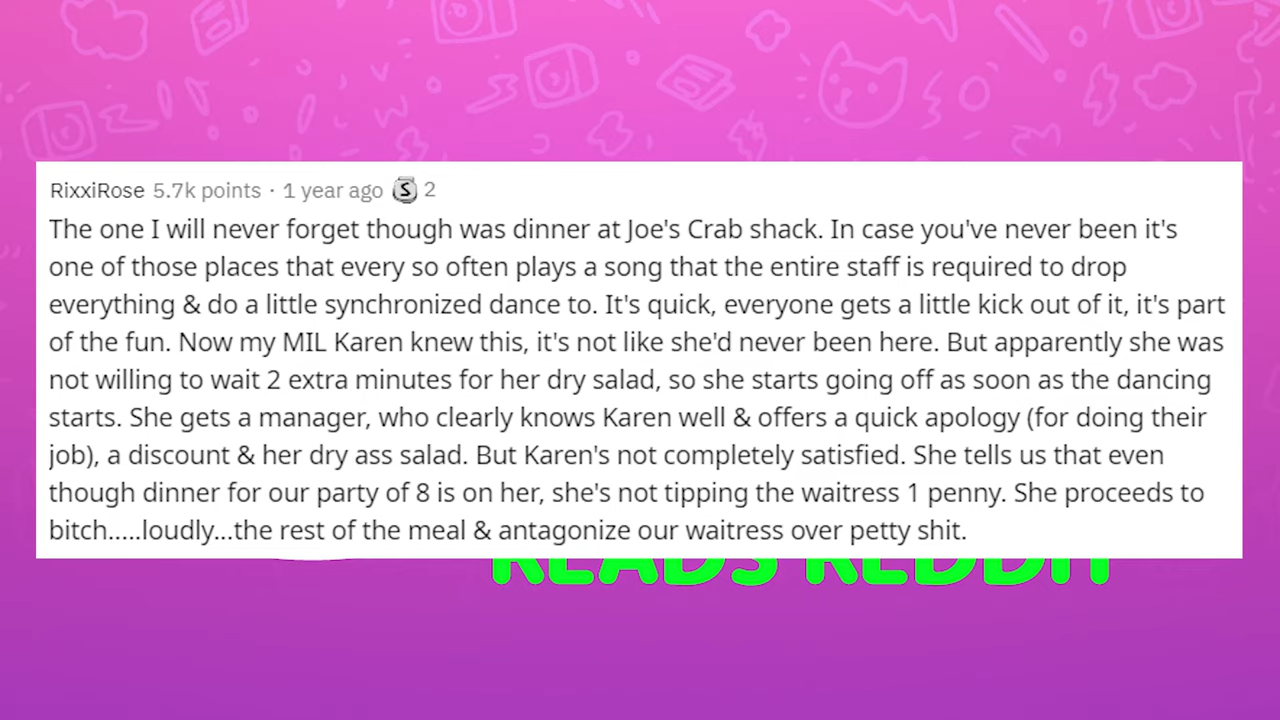 RixxiRose 5.7k points · 1 year ago S 2
The one I will never forget though was dinner at Joe's Crab shack. In case you've never been it's
one of those places that every so often plays a song that the entire staff is required to drop
everything & do a little synchronized dance to. It's quick, everyone gets a little kick out of it, it's part
of the fun. Now my MIL Karen knew this, it's not like she'd never been here. But apparently she was
not willing to wait 2 extra minutes for her dry salad, so she starts going off as soon as the dancing
starts. She gets a manager, who clearly knows Karen well & offers a quick apology (for doing their
job), a discount & her dry ass salad. But Karen's not completely satisfied. She tells us that even
though dinner for our party of 8 is on her, she's not tipping the waitress 1 penny. She proceeds to
bitch.....loudly...the rest of the meal & antagonize our waitress over petty shit.
READS REDDIT